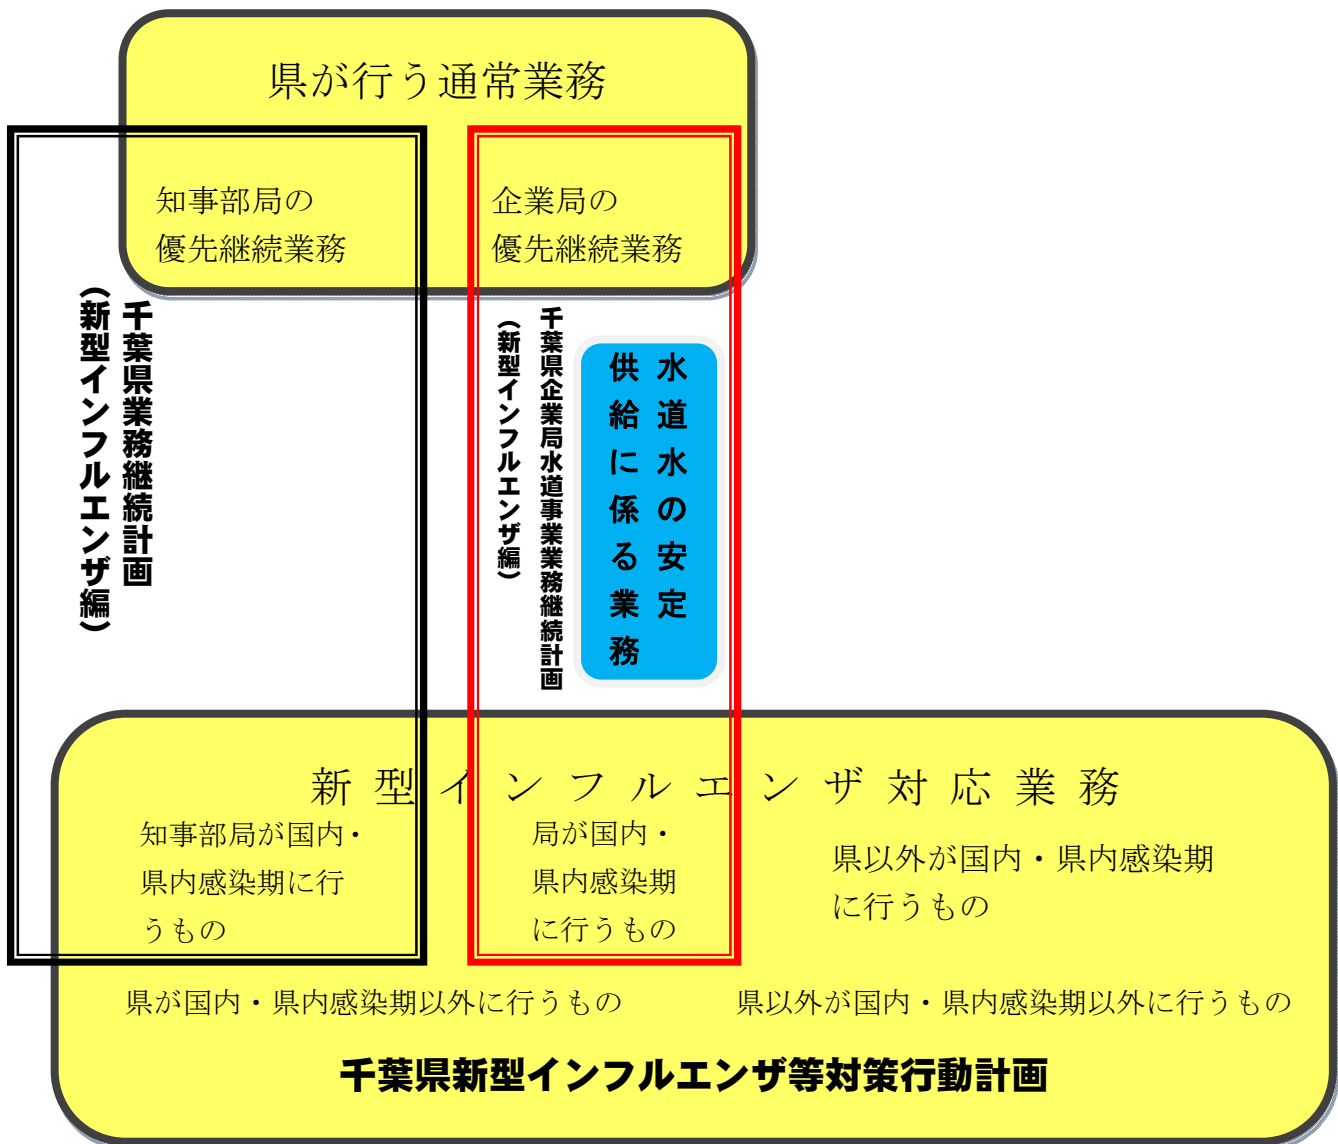 県が行う通常業務
知事部局の
優先継続業務
企業局の
優先継続業務
千葉県業務継続計画
（新型インフルエンザ編）
千葉県企業局水道事業業務継続計画
（新型インフルエンザ編）
水道水の安定
供給に係る業務
新型インフルエンザ対応業務
知事部局が国内・
県内感染期に行
うもの
局が国内・
県内感染期
に行うもの
県以外が国内・県内感染期
に行うもの
県が国内・県内感染期以外に行うもの
県以外が国内・県内感染期以外に行うもの
千葉県新型インフルエンザ等対策行動計画